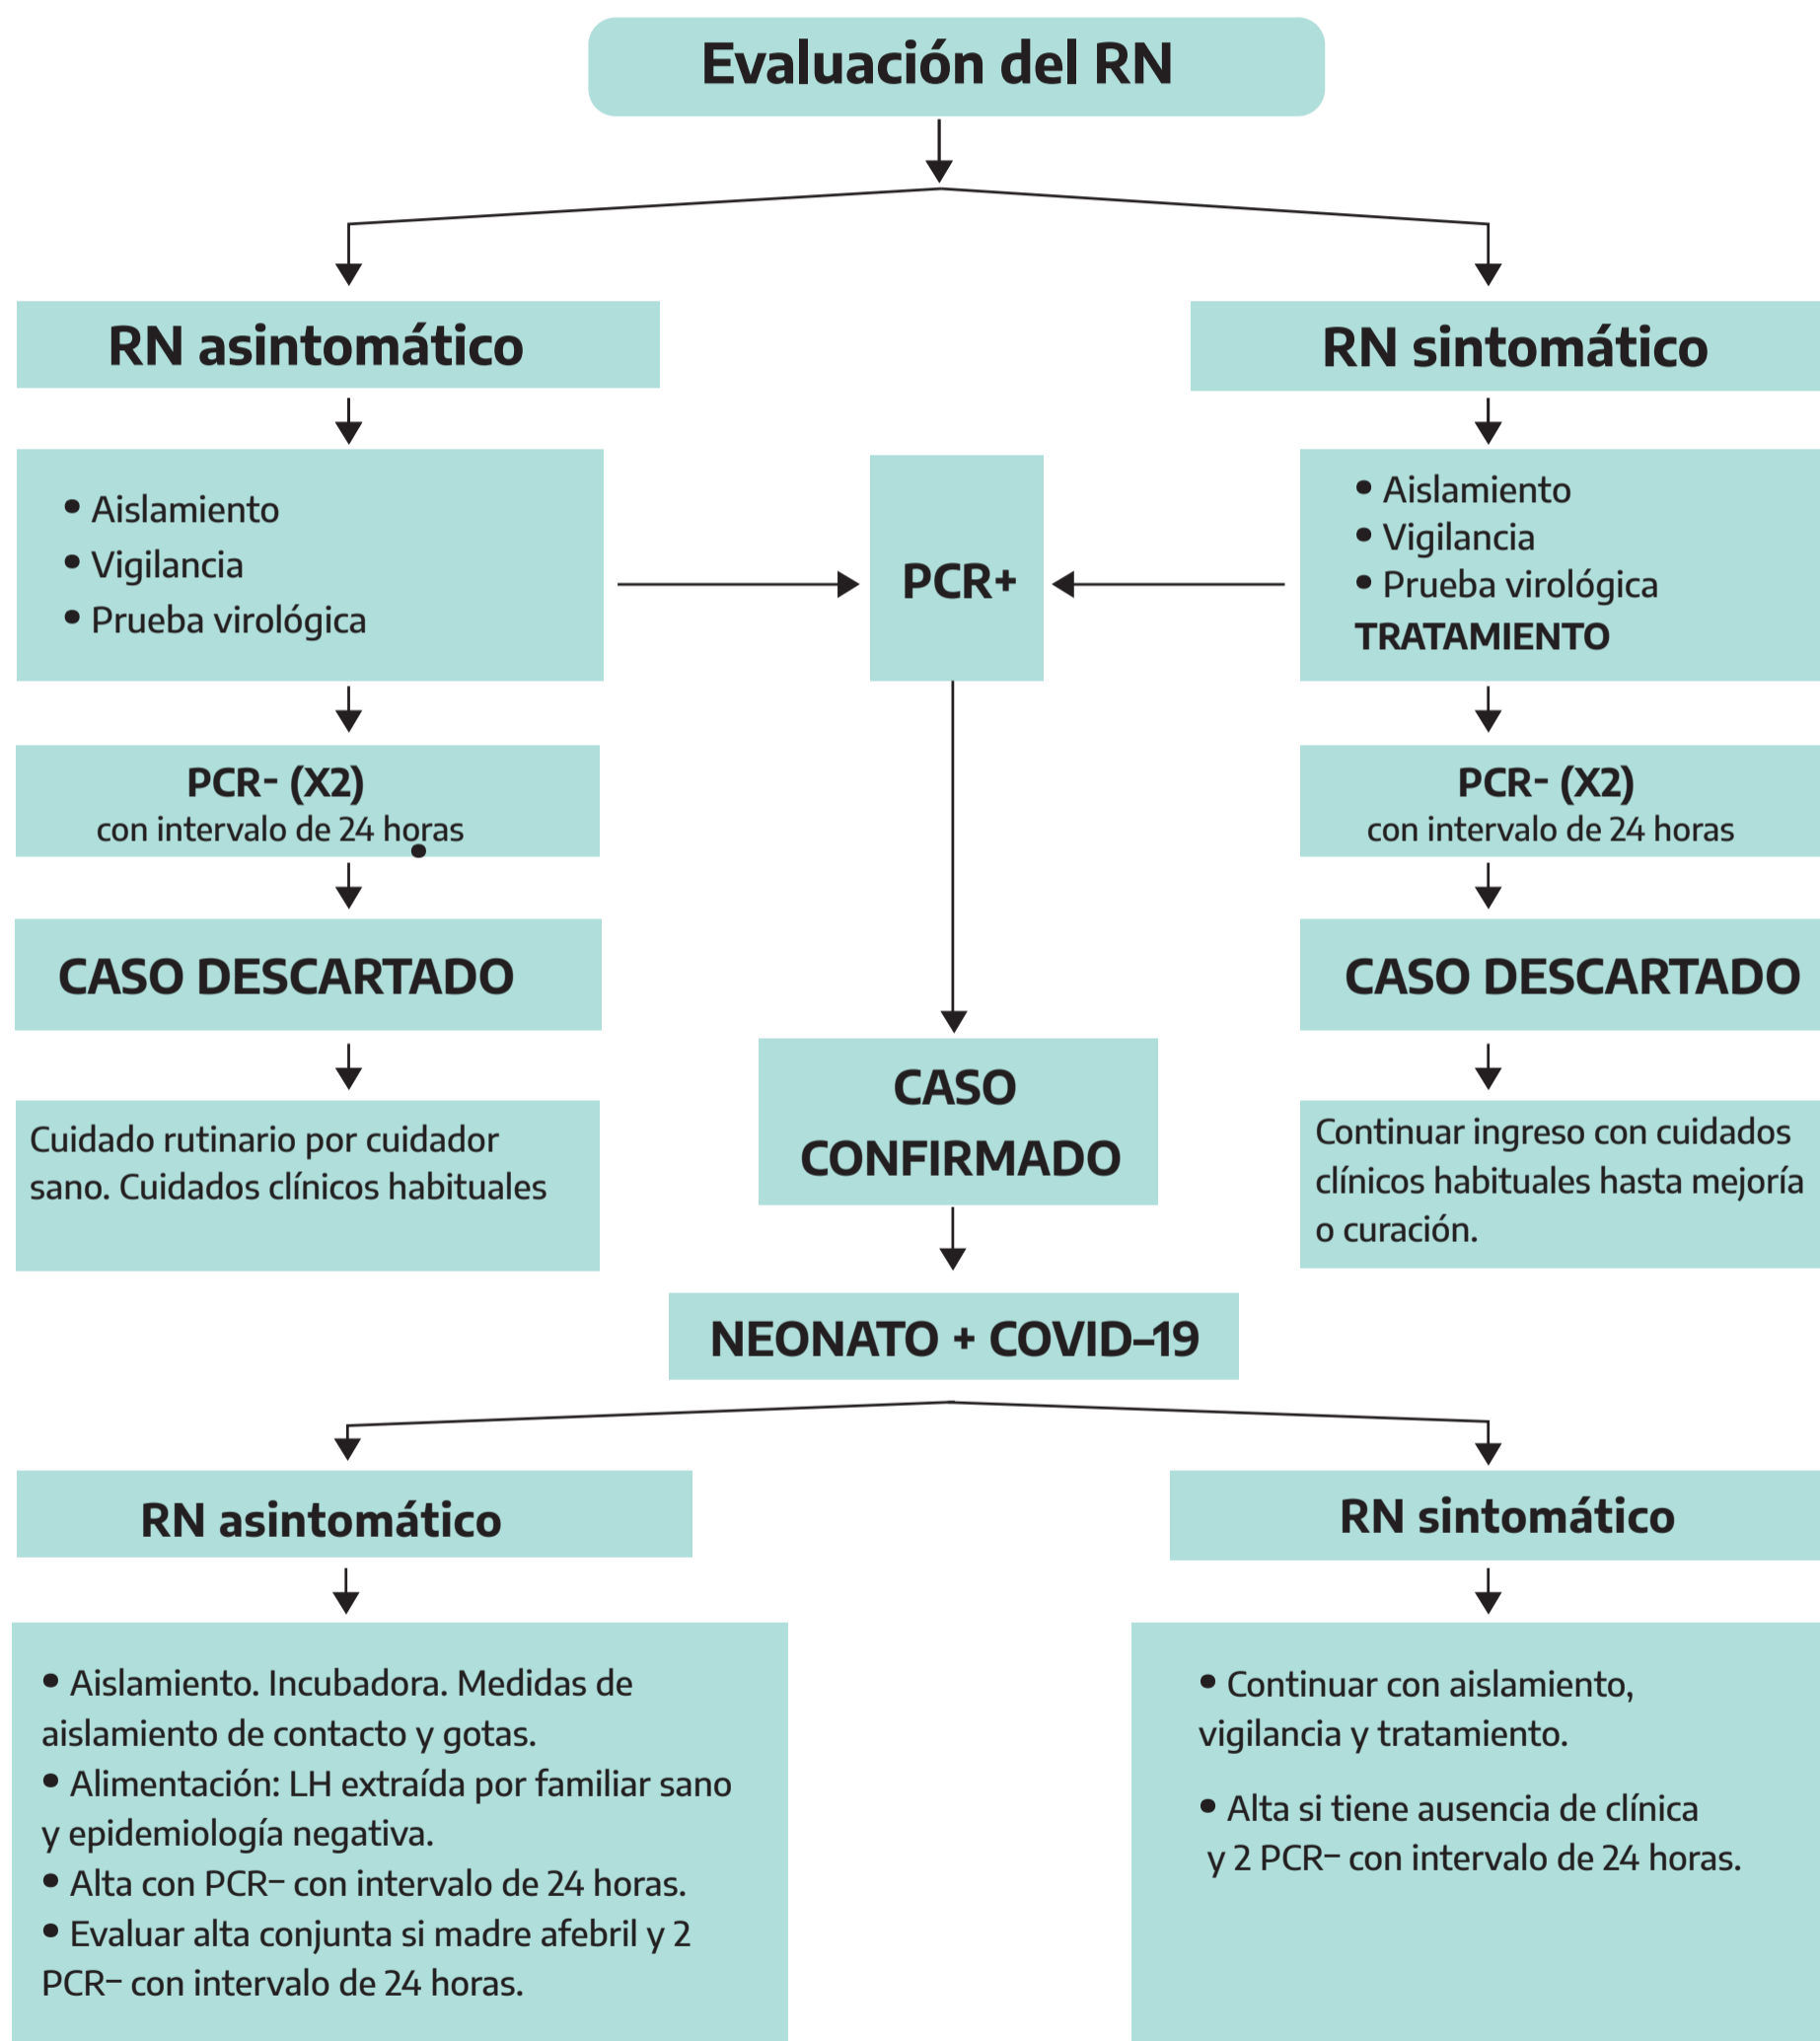 Evaluación del RN
RN asintomático
RN sintomático
• Aislamiento
• Vigilancia
• Prueba virológica
PCR+
• Aislamiento
• Vigilancia
• Prueba virológica
TRATAMIENTO
PCR- (X2)
con intervalo de 24 horas
PCR- (X2)
con intervalo de 24 horas
CASO DESCARTADO
CASO DESCARTADO
Cuidado rutinario por cuidador
sano. Cuidados clínicos habituales
CASO
CONFIRMADO
Continuar ingreso con cuidados
clínicos habituales hasta mejoría
o curación.
NEONATO + COVID–19
RN asintomático
RN sintomático
• Aislamiento. Incubadora. Medidas de
aislamiento de contacto y gotas.
• Alimentación: LH extraída por familiar sano
y epidemiología negativa.
• Alta con PCR– con intervalo de 24 horas.
• Evaluar alta conjunta si madre afebril y 2
PCR– con intervalo de 24 horas.
• Continuar con aislamiento,
vigilancia y tratamiento.
• Alta si tiene ausencia de clínica
y 2 PCR– con intervalo de 24 horas.